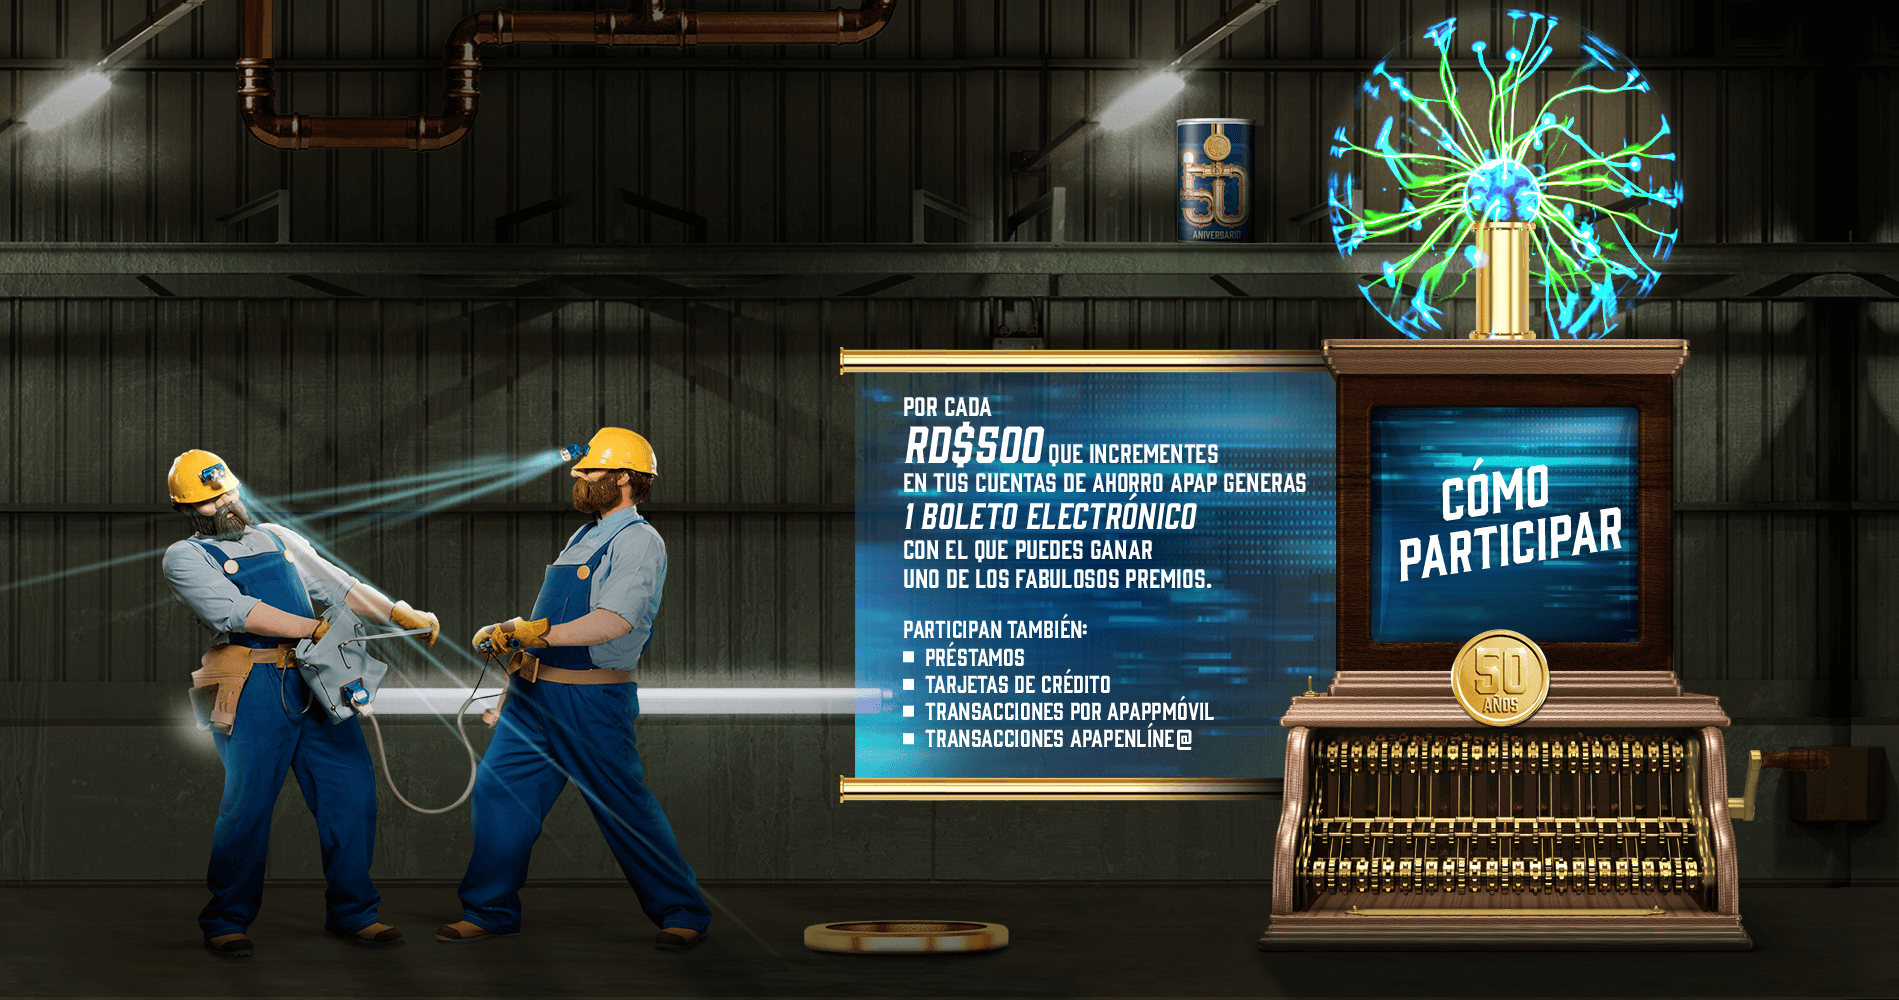 50
ANIVERSARIO
POR CADA
RD$500 QUE INCREMENTES
EN TUS CUENTAS DE AHORRO APAP GENERAS
1 BOLETO ELECTRÓNICO
CON EL QUE PUEDES GANAR
UNO DE LOS FABULOSOS PREMIOS.
PARTICIPAN TAMBIÉN:
PRÉSTAMOS
TARJETAS DE CRÉDITO
TRANSACCIONES POR APAPPMÓVIL
TRANSACCIONES APAPENLÍNE@
CÓMO
PARTICIPAR
50
AÑOS